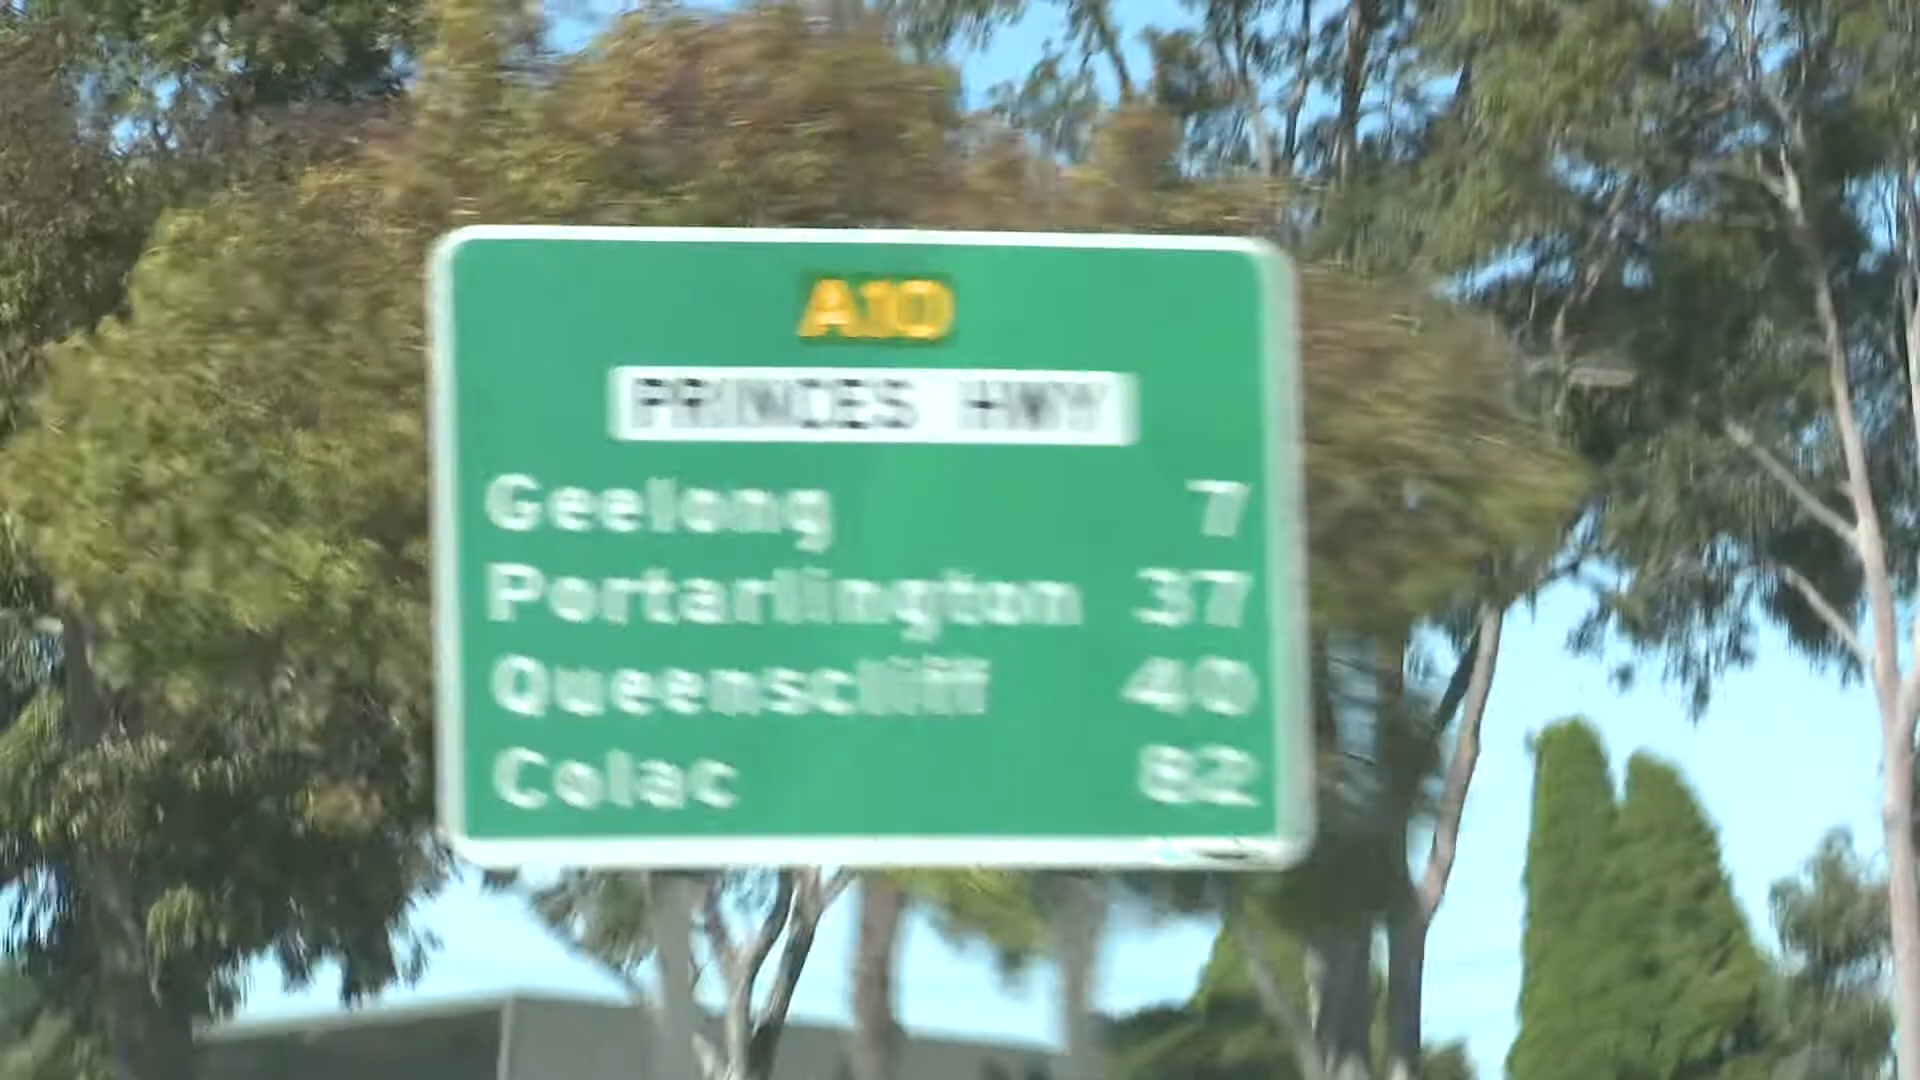 A10
PRINCES HWY
Geelong 7
Portarlington 37
Queenscliff 40
Colac 82